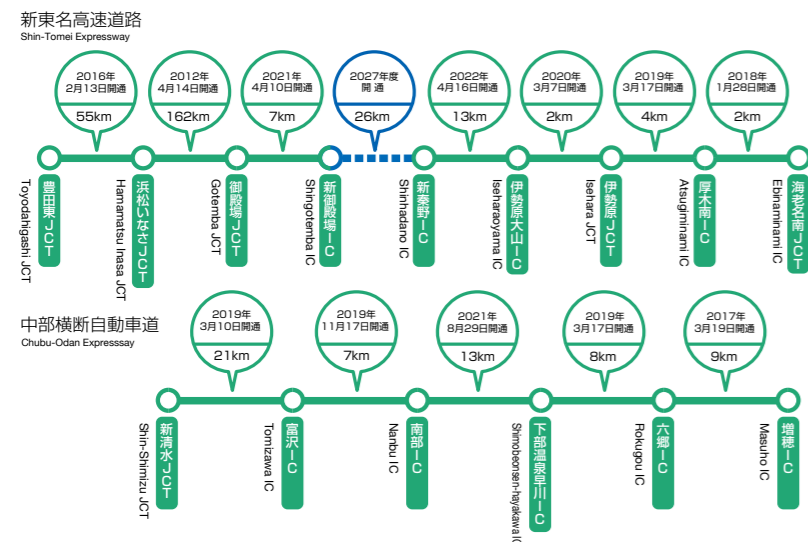 新東名高速道路
Shin-Tomei Expressway
2016年
2月13日開通
55km
2012年
4月14日開通
162km
2021年
4月10日開通
7km
2027年度
開 通
26km
2022年
4月16日開通
13km
2020年
3月7日開通
2km
2019年
3月17日開通
4km
2018年
1月28日開通
2km
豊田東JCT
Toyodahigashi JCT
浜松いなさJCT
Hamamatsu Inasa JCT
御殿場JCT
Gotemba JCT
新御殿場IC
Shingotemba IC
新秦野IC
Shinhadano IC
伊勢原大山IC
Iseharaoyama IC
伊勢原JCT
Isehara JCT
厚木南IC
Atsugiminami IC
海老名南JCT
Ebinaminami IC
中部横断自動車道
Chubu-Odan Expresssay
2019年
3月10日開通
21km
2019年
11月17日開通
7km
2021年
8月29日開通
13km
2019年
3月17日開通
8km
2017年
3月19日開通
9km
新清水JCT
Shin-Shimizu JCT
富沢IC
Tomizawa IC
南部IC
Nanbu IC
下部温泉早川IC
Shimobeonsen-hayakawa IC
六郷IC
Rokugou IC
増穂IC
Masuho IC